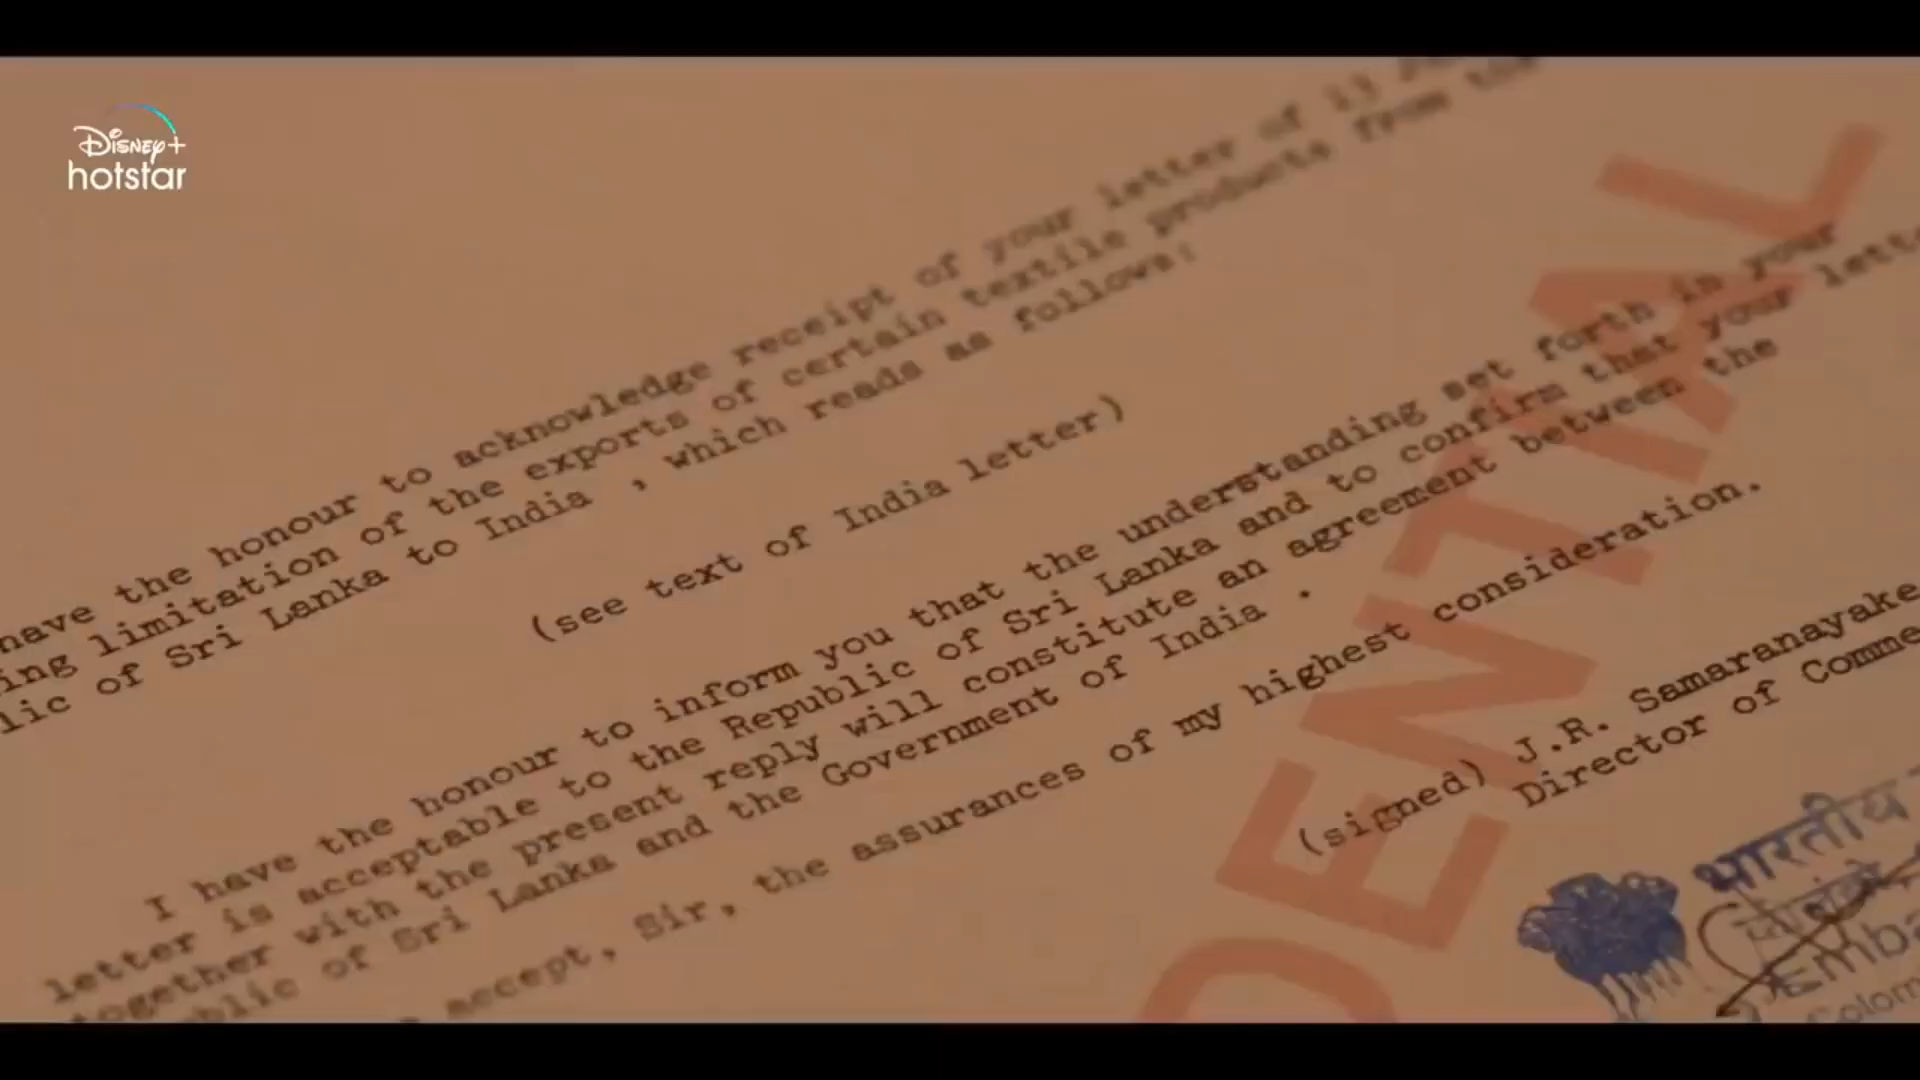 Disney+
hotstar
have the honour to acknowledge receipt of your letter of 13
ing limitation of the exports of certain textile products from the
lic of Sri Lanka to India , which reads as follows:
(see text of India letter)
I have the honour to inform you that the understanding set forth in your
letter is acceptable to the Republic of Sri Lanka and to confirm that your lette
together with the present reply will constitute an agreement between the
ublic of Sri Lanka and the Government of India .
accept, Sir, the assurances of my highest consideration.
(signed) J.R. Samaranayake
Director of Comme
DENTIAL
भारतीय
Emba
Colom